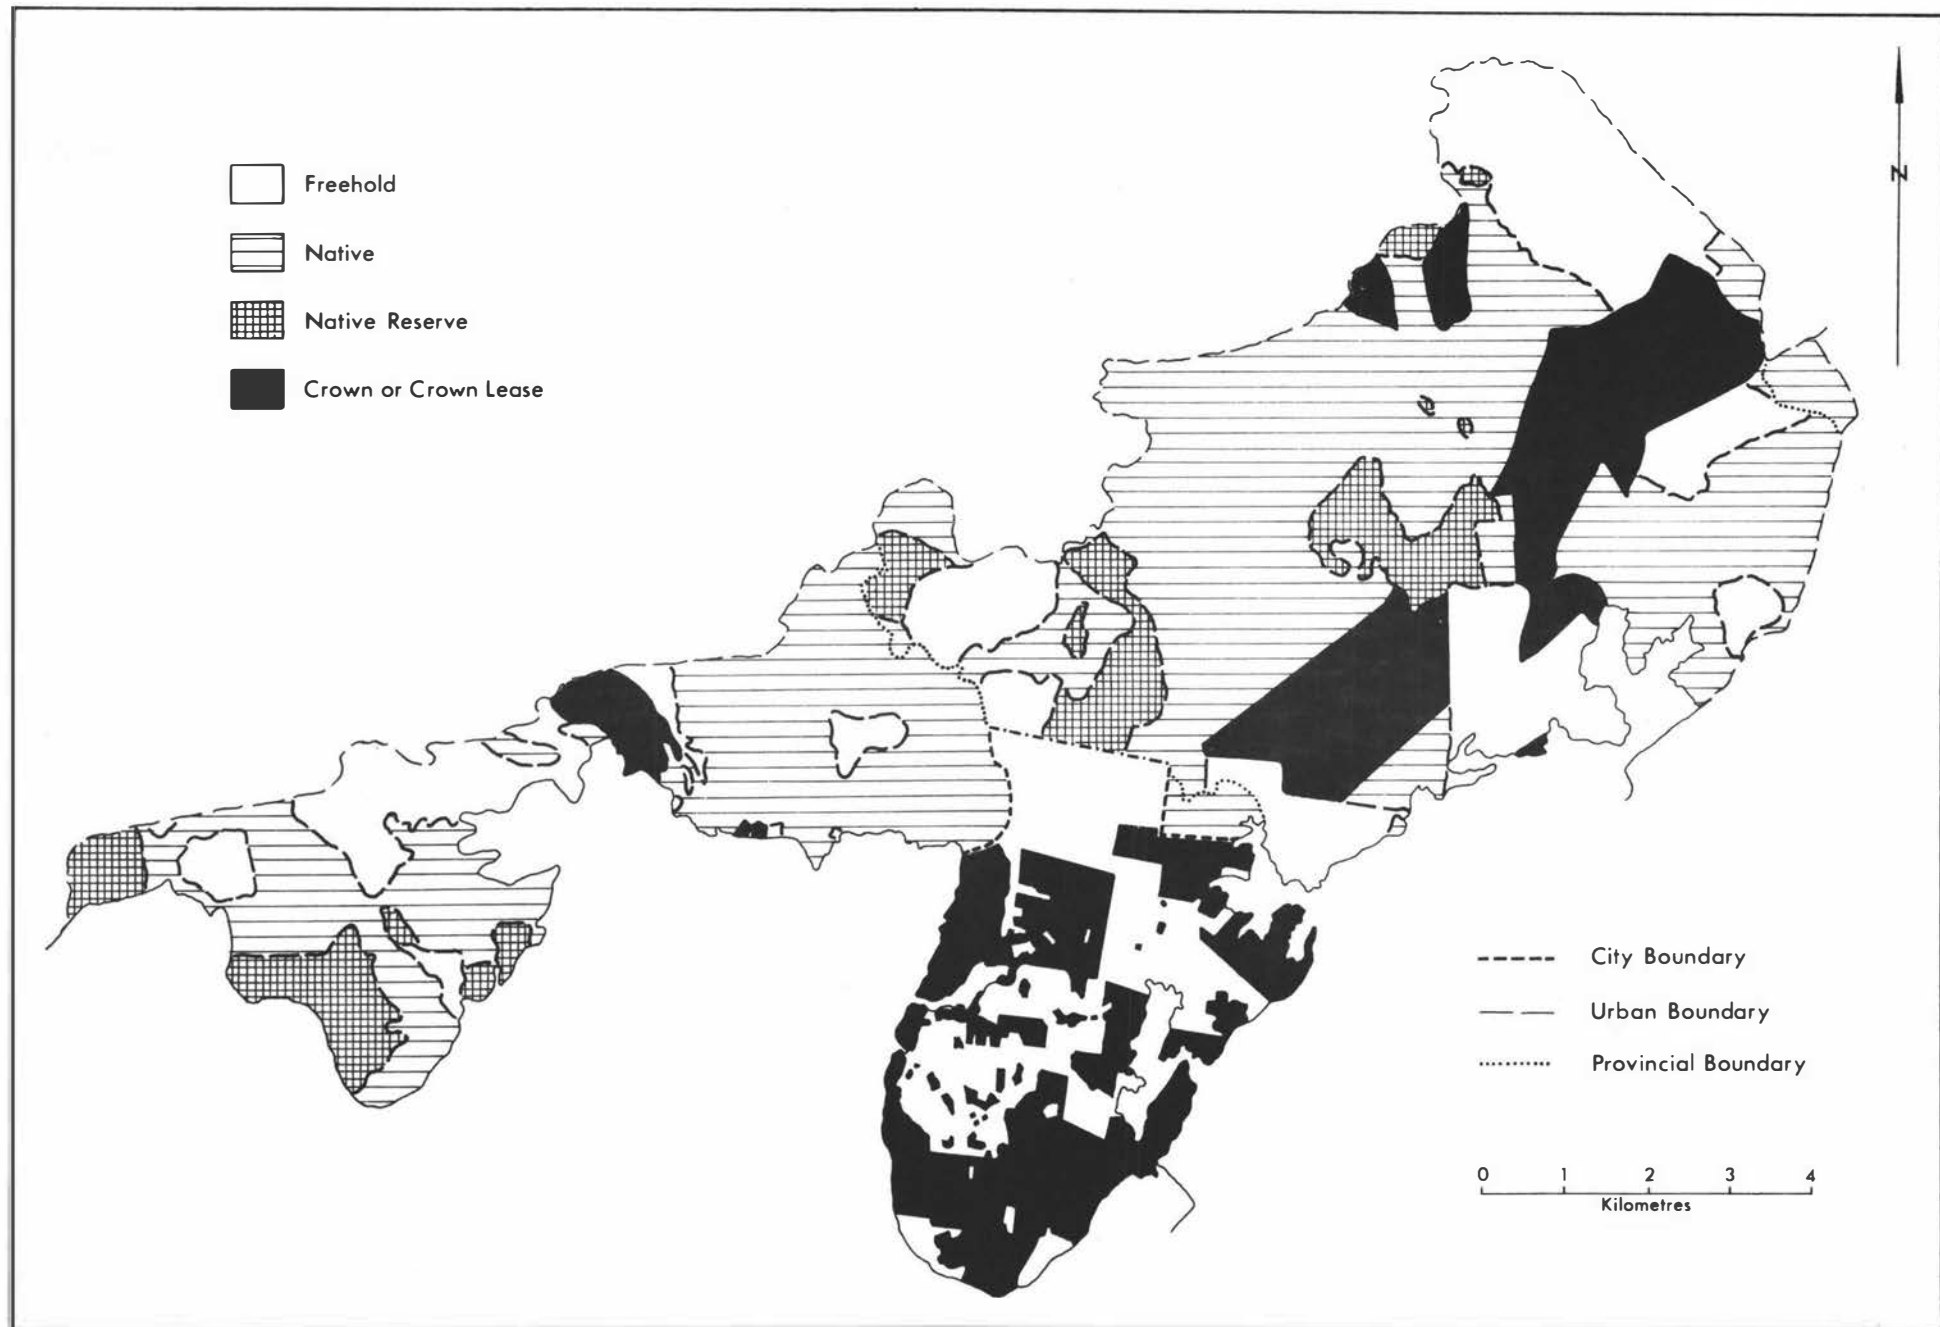 N
Freehold
Native
Native Reserve
Crown or Crown Lease
City Boundary
Urban Boundary
Provincial Boundary
0 1 2 3 4
Kilometres